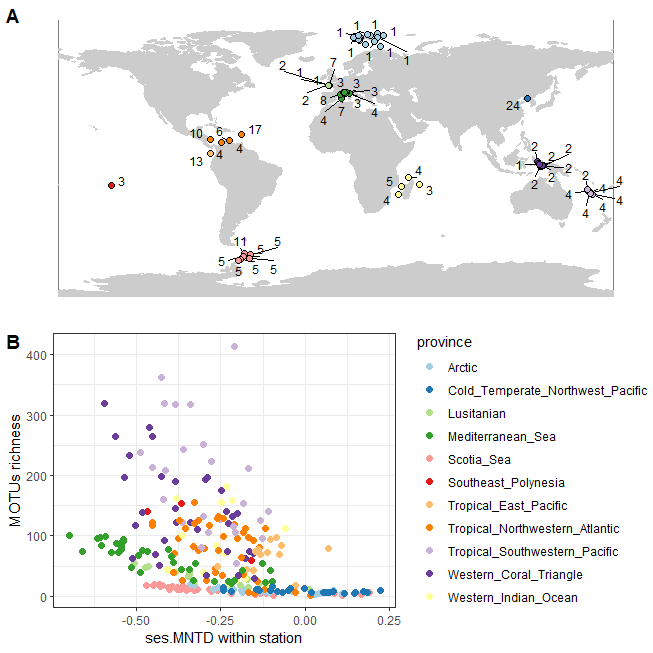 A
1 1 1
1 1 1 1
2 1 1 7
3 3 3
2 8 7 3 4
4
24
10 6 17
4
13 4
3
2 2
1 2 2
2 2
4
5 3
4
4 4
4 4
4 4
11 5 5
5 5 5 5
B
MOTUs richness
400
300
200
100
0
-0.50 -0.25 0.00 0.25
ses.MNTD within station
province
Arctic
Cold_Temperate_Northwest_Pacific
Lusitanian
Mediterranean_Sea
Scotia_Sea
Southeast_Polynesia
Tropical_East_Pacific
Tropical_Northwestern_Atlantic
Tropical_Southwestern_Pacific
Western_Coral_Triangle
Western_Indian_Ocean